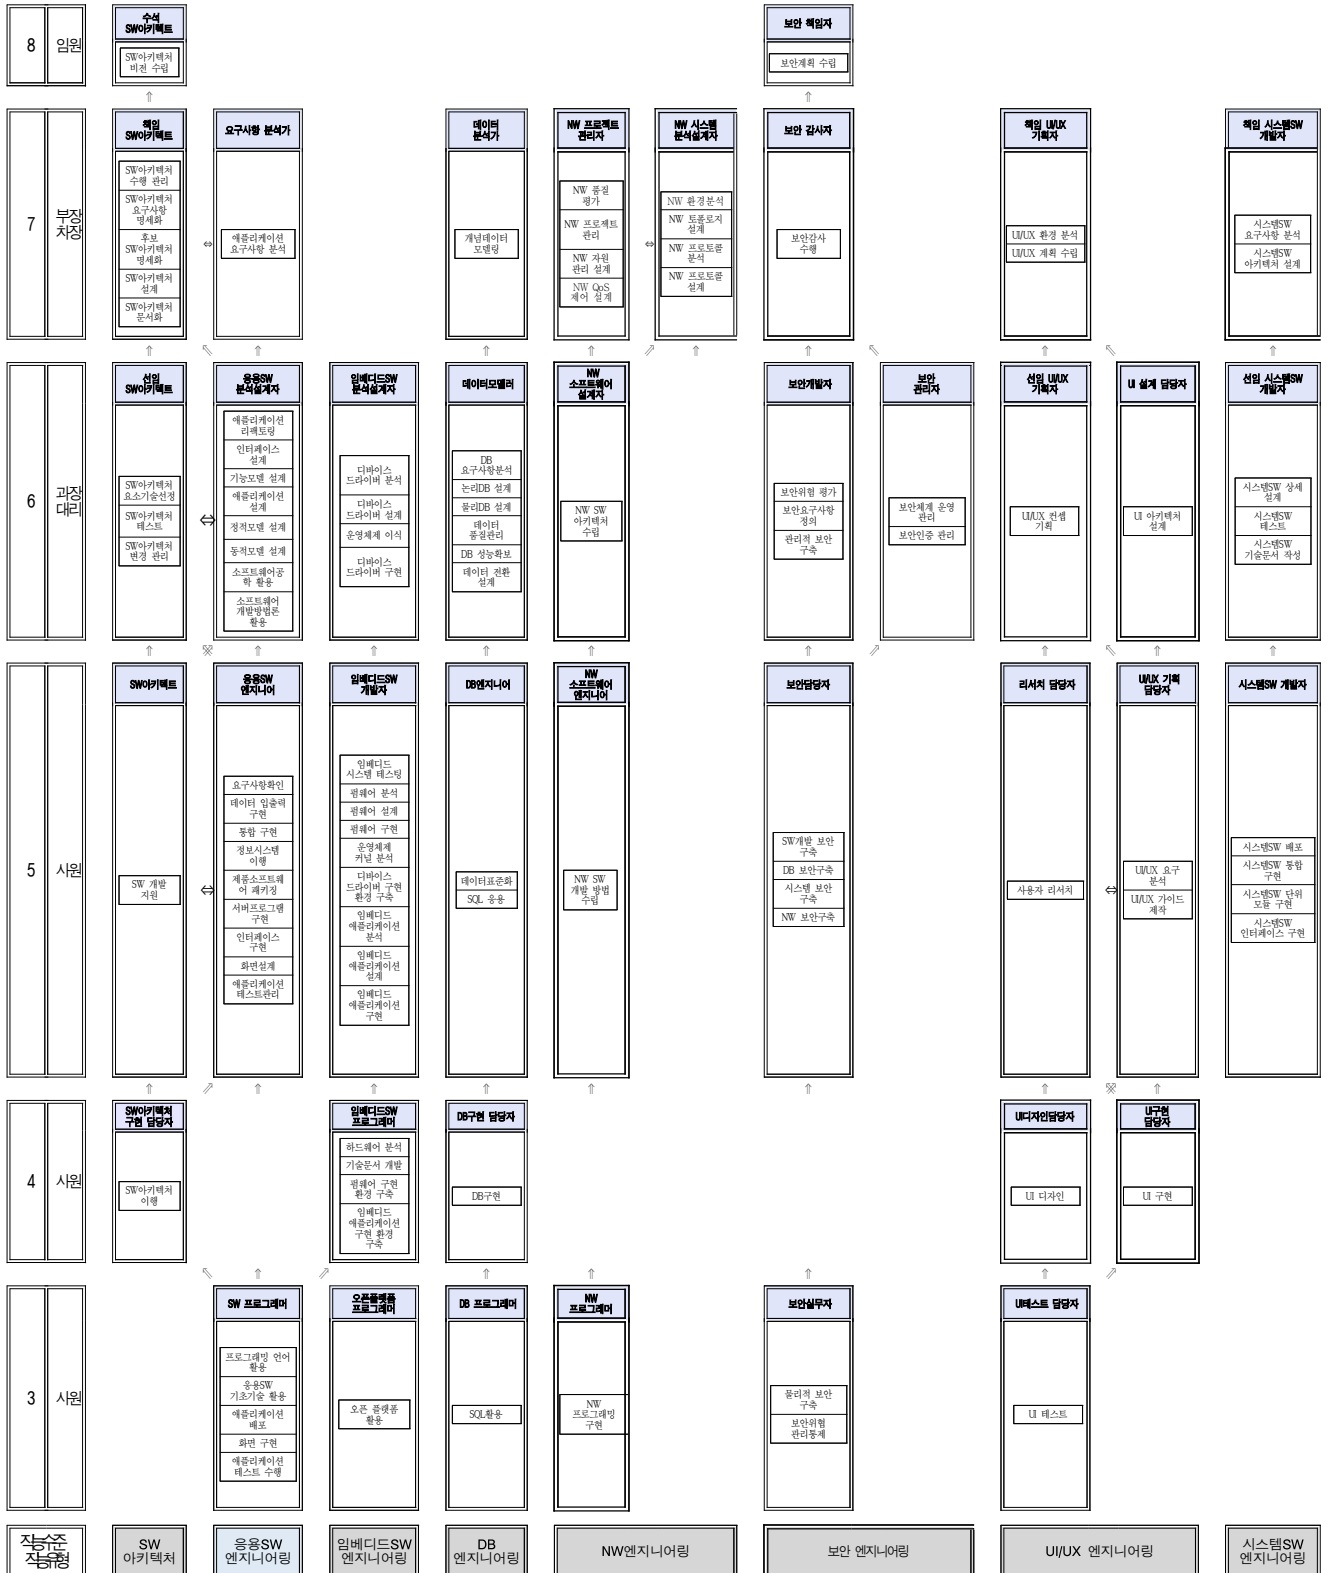 8
임원
수석
SW아키텍트
SW아키텍처
비전 수립
보안 책임자
보안계획 수립
⇑
⇑
7
부장
차장
책임
SW아키텍트
SW아키텍처
수행 관리
SW아키텍처
요구사항
명세화
후보
SW아키텍처
명세화
SW아키텍처
설계
SW아키텍처
문서화
⇔
요구사항 분석가
애플리케이션
요구사항 분석
데이터
분석가
개념데이터
모델링
NW 프로젝트
관리자
NW 품질
평가
NW 프로젝트
관리
NW 자원
관리 설계
NW QoS
제어 설계
⇔
NW 시스템
분석설계자
NW 환경분석
NW 토폴로지
설계
NW 프로토콜
분석
NW 프로토콜
설계
보안 감사자
보안감사
수행
책임 UI/UX
기획자
UI/UX 환경 분석
UI/UX 계획 수립
책임 시스템SW
개발자
시스템SW
요구사항 분석
시스템SW
아키텍처 설계
6
과장
대리
선임
SW아키텍트
SW아키텍처
요소기술선정
SW아키텍처
테스트
SW아키텍처
변경 관리
⇔
응용SW
분석설계자
애플리케이션
리팩토링
인터페이스
설계
기능모델 설계
애플리케이션
설계
정적모델 설계
동적모델 설계
소프트웨어공
학 활용
소프트웨어
개발방법론
활용
임베디드SW
분석설계자
디바이스
드라이버 분석
디바이스
드라이버 설계
운영체제 이식
디바이스
드라이버 구현
데이터모델러
DB
요구사항분석
논리DB 설계
물리DB 설계
데이터
품질관리
DB 성능확보
데이터 전환
설계
NW
소프트웨어
설계자
NW SW
아키텍처
수립
보안개발자
보안위험 평가
보안요구사항
정의
관리적 보안
구축
보안
관리자
보안체계 운영
관리
보안인증 관리
선임 UI/UX
기획자
UI/UX 컨셉
기획
UI 설계 담당자
UI 아키텍처
설계
선임 시스템SW
개발자
시스템SW 상세
설계
시스템SW
테스트
시스템SW
기술문서 작성
5
사원
SW아키텍트
SW 개발
지원
⇔
응용SW
엔지니어
요구사항확인
데이터 입출력
구현
통합 구현
정보시스템
이행
제품소프트웨
어 패키징
서버프로그램
구현
인터페이스
구현
화면설계
애플리케이션
테스트관리
임베디드SW
개발자
임베디드
시스템 테스팅
펌웨어 분석
펌웨어 설계
펌웨어 구현
운영체제
커널 분석
디바이스
드라이버 구현
환경 구축
임베디드
애플리케이션
분석
임베디드
애플리케이션
설계
임베디드
애플리케이션
구현
DB엔지니어
데이터표준화
SQL 응용
NW
소프트웨어
엔지니어
NW SW
개발 방법
수립
보안담당자
SW개발 보안
구축
DB 보안구축
시스템 보안
구축
NW 보안구축
리서치 담당자
사용자 리서치
⇔
UI/UX 기획
담당자
UI/UX 요구
분석
UI/UX 가이드
제작
시스템SW 개발자
시스템SW 배포
시스템SW 통합
구현
시스템SW 단위
모듈 구현
시스템SW
인터페이스 구현
4
사원
SW아키텍처
구현 담당자
SW아키텍처
이행
임베디드SW
프로그래머
하드웨어 분석
기술문서 개발
펌웨어 구현
환경 구축
임베디드
애플리케이션
구현 환경
구축
DB구현 담당자
DB구현
UI디자인담당자
UI 디자인
UI구현
담당자
UI 구현
3
사원
SW 프로그래머
프로그래밍 언어
활용
응용SW
기초기술 활용
애플리케이션
배포
화면 구현
애플리케이션
테스트 수행
오픈플랫폼
프로그래머
오픈 플랫폼
활용
DB 프로그래머
SQL활용
NW
프로그래머
NW
프로그래밍
구현
보안실무자
물리적 보안
구축
보안위협
관리통제
UI테스트 담당자
UI 테스트
직능수준
직능유형
SW
아키텍처
응용SW
엔지니어링
임베디드SW
엔지니어링
DB
엔지니어링
NW엔지니어링
보안 엔지니어링
UI/UX 엔지니어링
시스템SW
엔지니어링